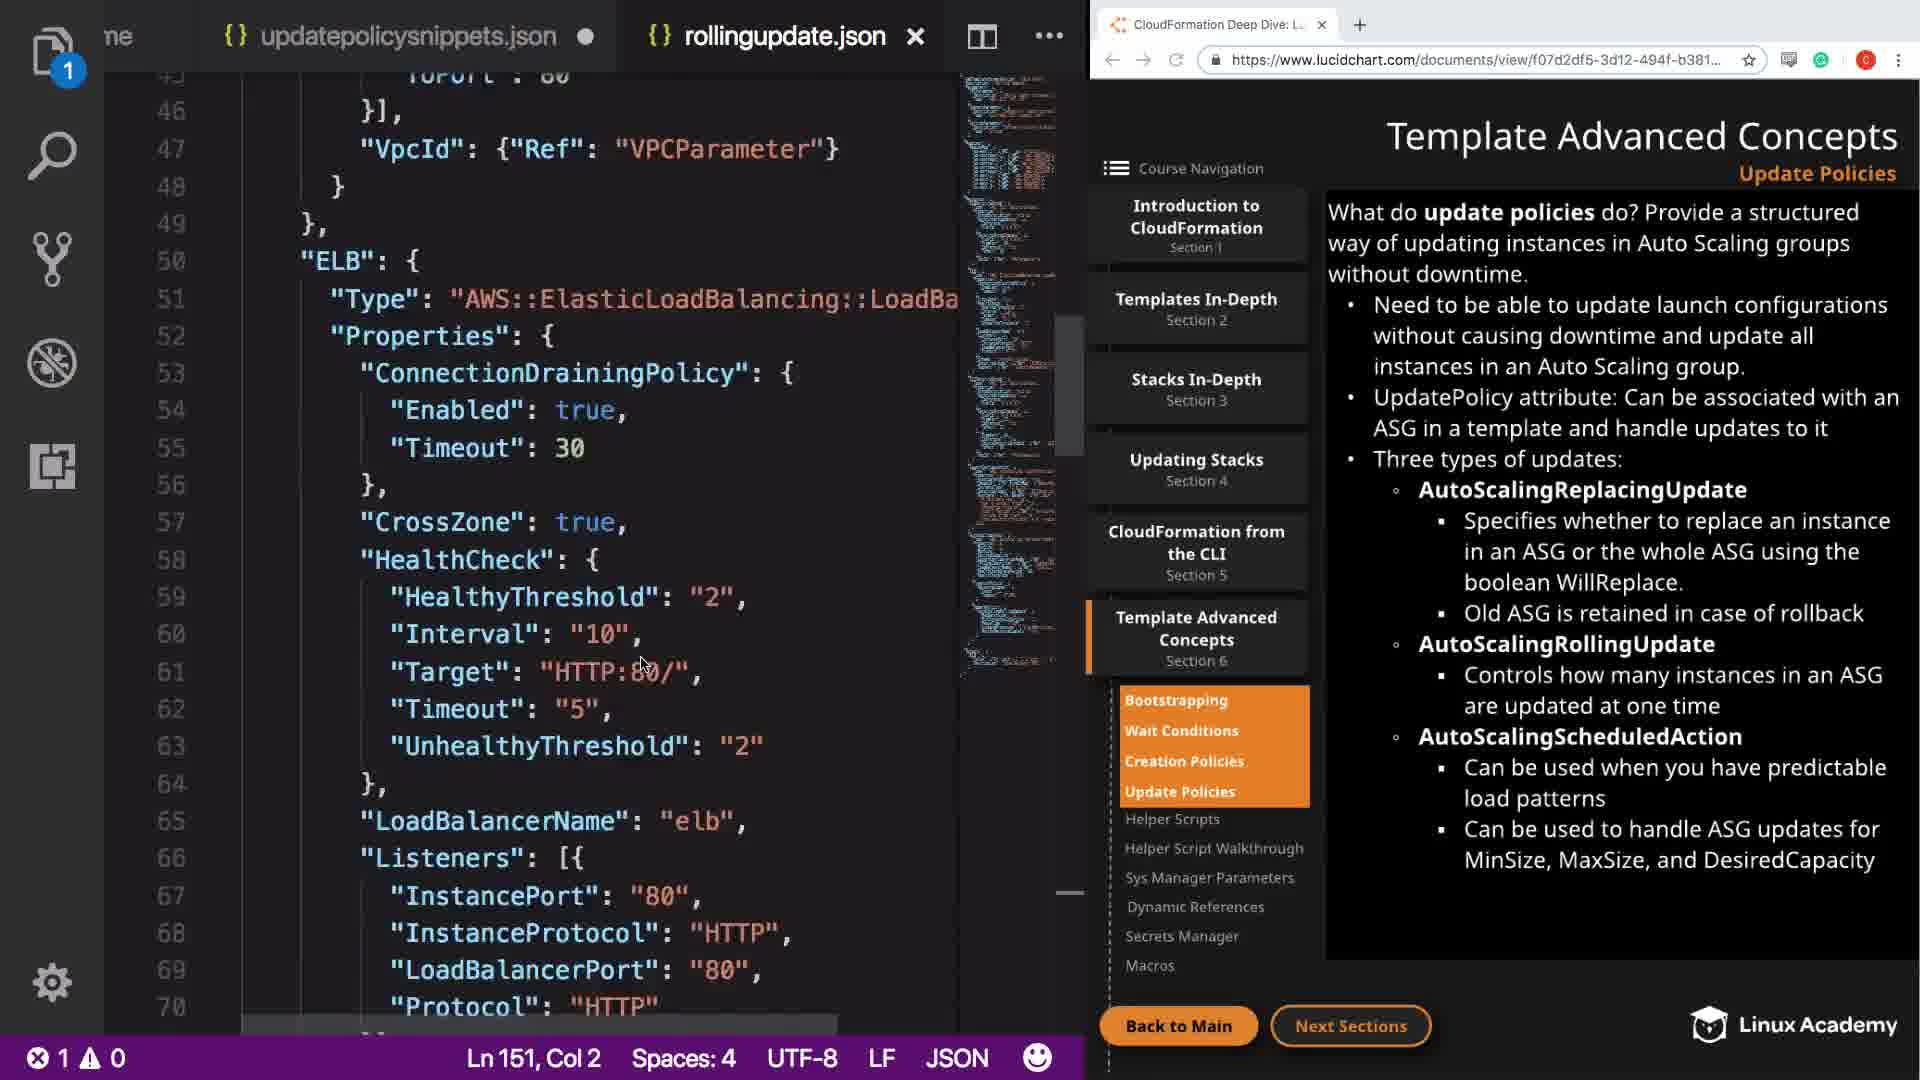 me
{} updatepolicysnippets.json ●
{} rollingupdate.json ×
1
46 }],
47 "VpcId": {"Ref": "VPCParameter"}
48 }
49 },
50 "ELB": {
51 "Type": "AWS::ElasticLoadBalancing::LoadBa
52 "Properties": {
53 "ConnectionDrainingPolicy": {
54 "Enabled": true,
55 "Timeout": 30
56 },
57 "CrossZone": true,
58 "HealthCheck": {
59 "HealthyThreshold": "2",
60 "Interval": "10",
61 "Target": "HTTP:80/",
62 "Timeout": "5",
63 "UnhealthyThreshold": "2"
64 },
65 "LoadBalancerName": "elb",
66 "Listeners": [{
67 "InstancePort": "80",
68 "InstanceProtocol": "HTTP",
69 "LoadBalancerPort": "80",
70 "Protocol": "HTTP"
1 0 Ln 151, Col 2 Spaces: 4 UTF-8 LF JSON
CloudFormation Deep Dive: L...
https://www.lucidchart.com/documents/view/f07d2df5-3d12-494f-b381...
C
Template Advanced Concepts
Update Policies
Course Navigation
Introduction to
CloudFormation
Section 1
Templates In-Depth
Section 2
Stacks In-Depth
Section 3
Updating Stacks
Section 4
CloudFormation from
the CLI
Section 5
Template Advanced
Concepts
Section 6
Bootstrapping
Wait Conditions
Creation Policies
Update Policies
Helper Scripts
Helper Script Walkthrough
Sys Manager Parameters
Dynamic References
Secrets Manager
Macros
What do update policies do? Provide a structured
way of updating instances in Auto Scaling groups
without downtime.
• Need to be able to update launch configurations
without causing downtime and update all
instances in an Auto Scaling group.
• UpdatePolicy attribute: Can be associated with an
ASG in a template and handle updates to it
• Three types of updates:
◦ AutoScalingReplacingUpdate
▪ Specifies whether to replace an instance
in an ASG or the whole ASG using the
boolean WillReplace.
▪ Old ASG is retained in case of rollback
◦ AutoScalingRollingUpdate
▪ Controls how many instances in an ASG
are updated at one time
◦ AutoScalingScheduledAction
▪ Can be used when you have predictable
load patterns
▪ Can be used to handle ASG updates for
MinSize, MaxSize, and DesiredCapacity
Back to Main
Next Sections
Linux Academy